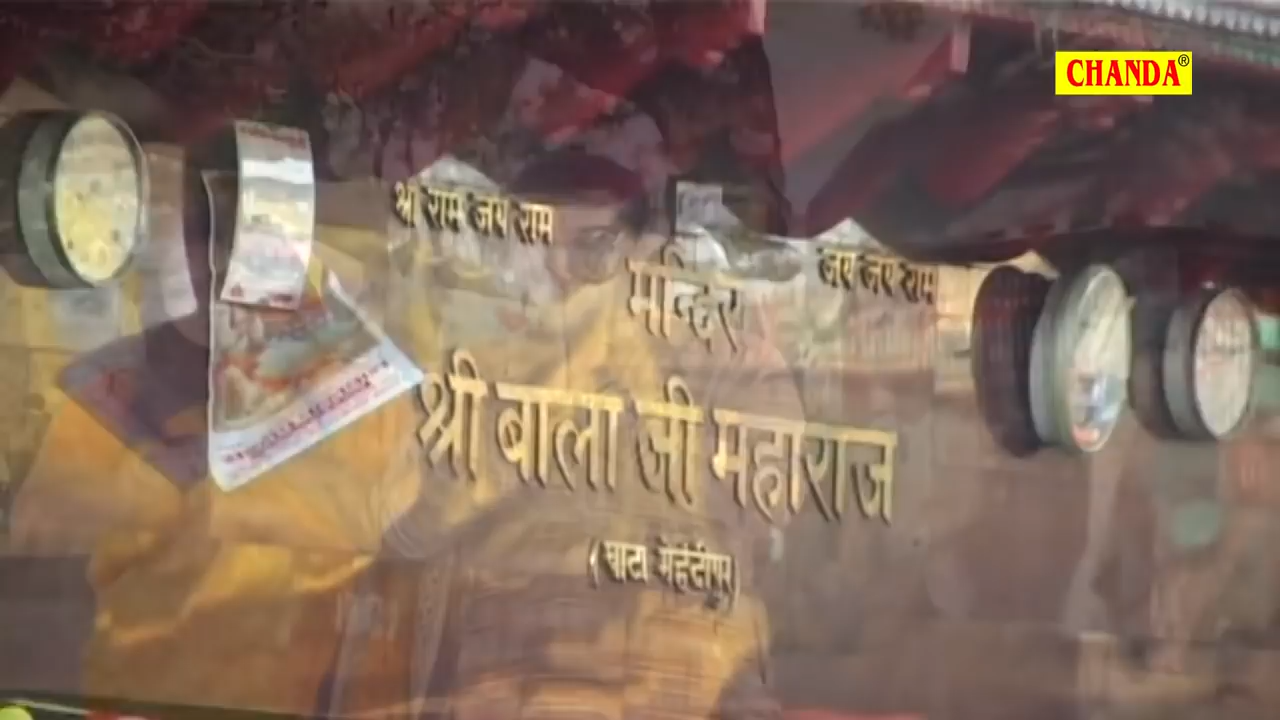 CHANDA®
श्री राम जय राम
जय जय राम
मन्दिर
श्री बाला जी महाराज
(घाटा मेहंदीपुर)